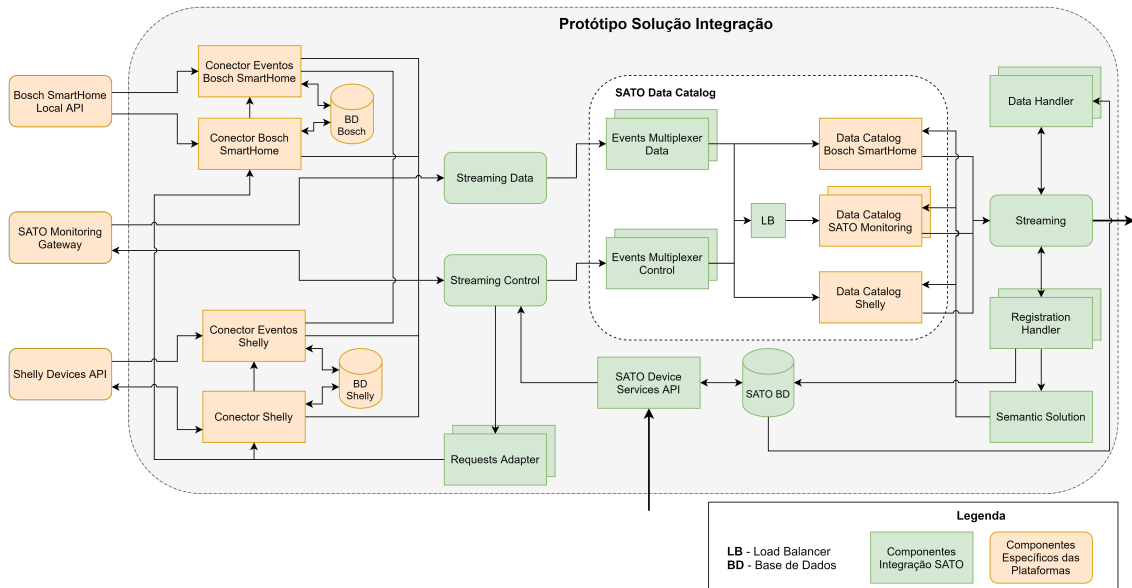 Protótipo Solução Integração
Bosch SmartHome
Local API
Conector Eventos
Bosch SmartHome
BD
Bosch
Conector Bosch
SmartHome
SATO Monitoring
Gateway
Streaming Data
Streaming Control
Conector Eventos
Shelly
Shelly Devices API
BD
Shelly
Conector Shelly
Requests Adapter
SATO Data Catalog
Events Multiplexer
Data
Data Catalog
Bosch SmartHome
LB
Data Catalog
SATO Monitoring
Events Multiplexer
Control
Data Catalog
Shelly
Data Handler
Streaming
Registration
Handler
SATO Device
Services API
SATO BD
Semantic Solution
Legenda
LB - Load Balancer
BD - Base de Dados
Componentes
Integração SATO
Componentes
Específicos das
Plataformas